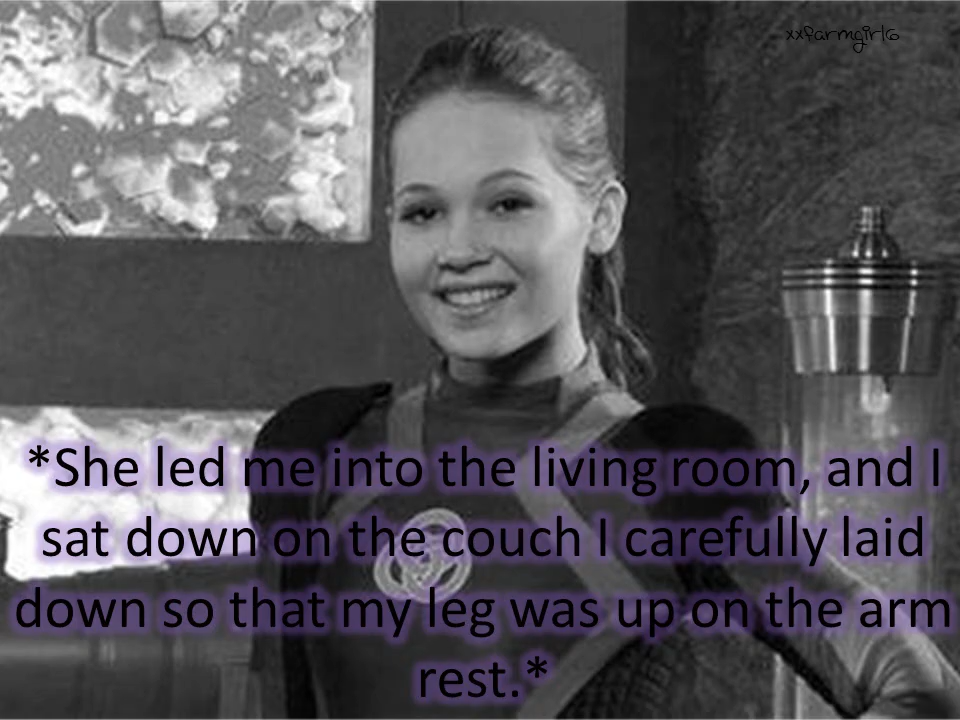 xxfarmgirl6
*She led me into the living room, and I
sat down on the couch I carefully laid
down so that my leg was up on the arm
rest.*